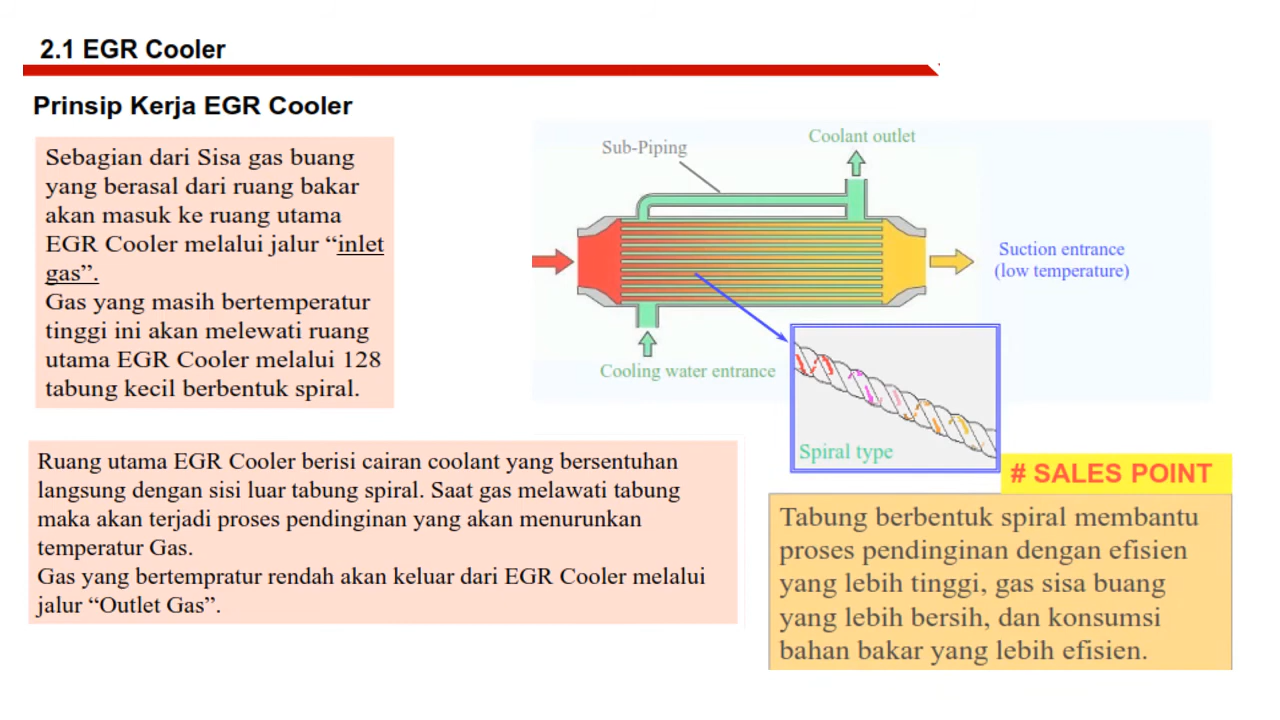 2.1 EGR Cooler
Prinsip Kerja EGR Cooler
Sebagian dari Sisa gas buang
yang berasal dari ruang bakar
akan masuk ke ruang utama
EGR Cooler melalui jalur “inlet
gas”.
Gas yang masih bertemperatur
tinggi ini akan melewati ruang
utama EGR Cooler melalui 128
tabung kecil berbentuk spiral.
Sub-Piping
Coolant outlet
Suction entrance
(low temperature)
Cooling water entrance
Spiral type
Ruang utama EGR Cooler berisi cairan coolant yang bersentuhan
langsung dengan sisi luar tabung spiral. Saat gas melawati tabung
maka akan terjadi proses pendinginan yang akan menurunkan
temperatur Gas.
Gas yang bertempratur rendah akan keluar dari EGR Cooler melalui
jalur “Outlet Gas”.
# SALES POINT
Tabung berbentuk spiral membantu
proses pendinginan dengan efisien
yang lebih tinggi, gas sisa buang
yang lebih bersih, dan konsumsi
bahan bakar yang lebih efisien.